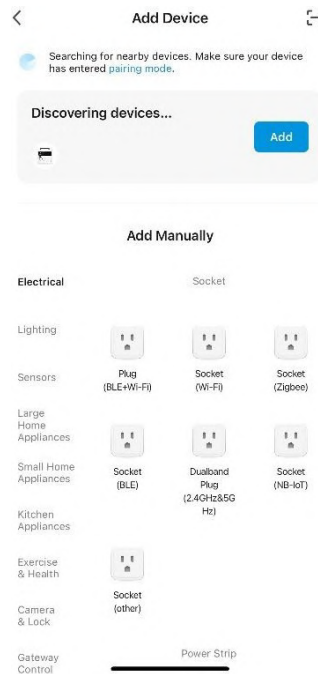 Add Device
Searching for nearby devices. Make sure your device
has entered pairing mode.
Discovering devices...
Add
Add Manually
Electrical
Socket
Lighting
Plug
(BLE+Wi-Fi)
Socket
(Wi-Fi)
Socket
(Zigbee)
Sensors
Large
Home
Appliances
Small Home
Appliances
Socket
(BLE)
Dualband
Plug
(2.4GHz&5G
Hz)
Socket
(NB-IoT)
Kitchen
Appliances
Exercise
& Health
Socket
(other)
Camera
& Lock
Gateway
Control
Power Strip